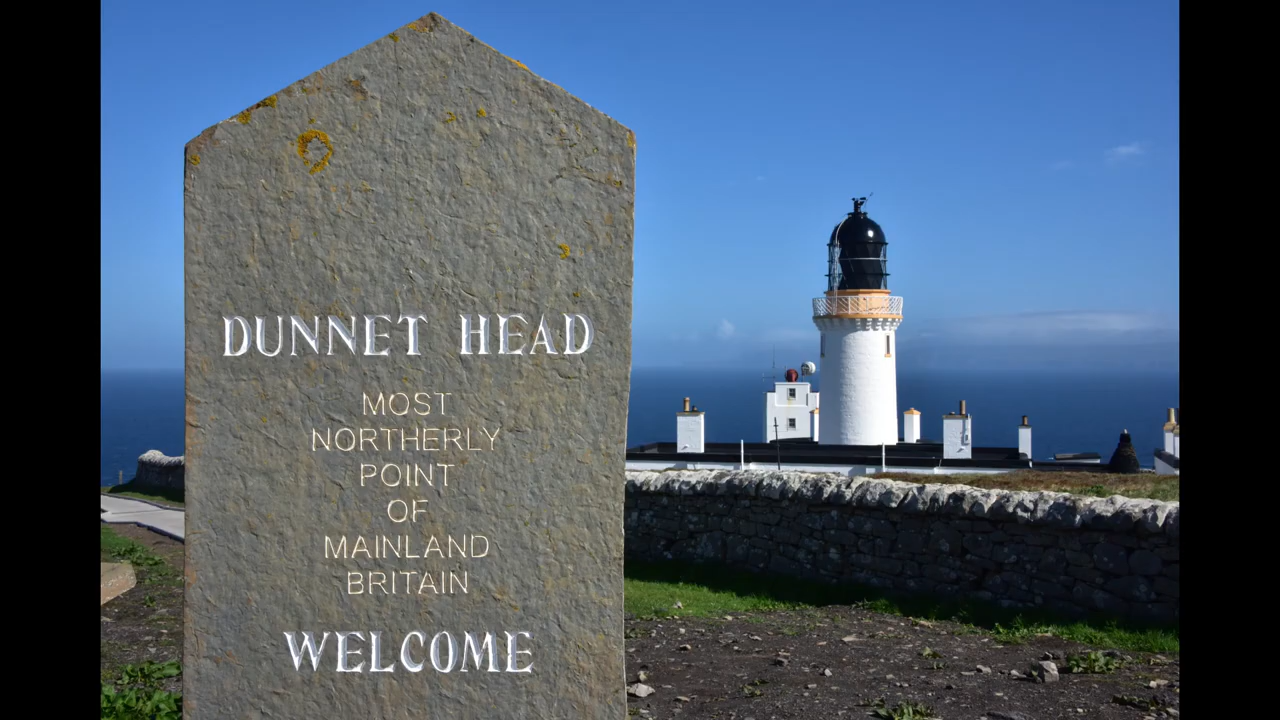 DUNNET HEAD
MOST
NORTHERLY
POINT
OF
MAINLAND
BRITAIN
WELCOME